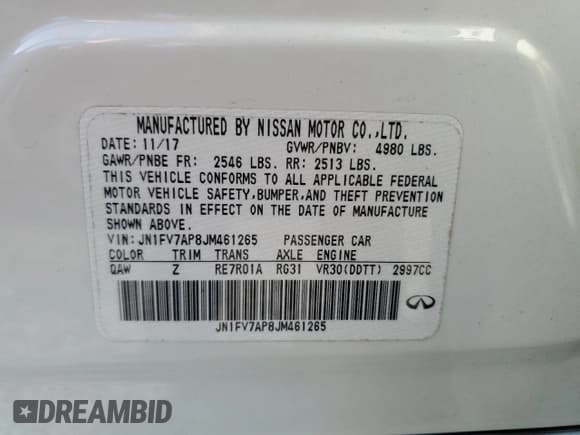 MANUFACTURED BY NISSAN MOTOR CO.,LTD.
DATE: 11/17 GVWR/PNBV: 4980 LBS.
GAWR/PNBE FR: 2546 LBS. RR: 2513 LBS.
THIS VEHICLE CONFORMS TO ALL APPLICABLE FEDERAL
MOTOR VEHICLE SAFETY,BUMPER,AND THEFT PREVENTION
STANDARDS IN EFFECT ON THE DATE OF MANUFACTURE
SHOWN ABOVE.
VIN: JN1FV7AP8JM461265 PASSENGER CAR
COLOR TRIM TRANS AXLE ENGINE
QAW Z RE7R01A RG31 VR30(DDTT) 2997CC
JN1FV7AP8JM461265
DREAMBID